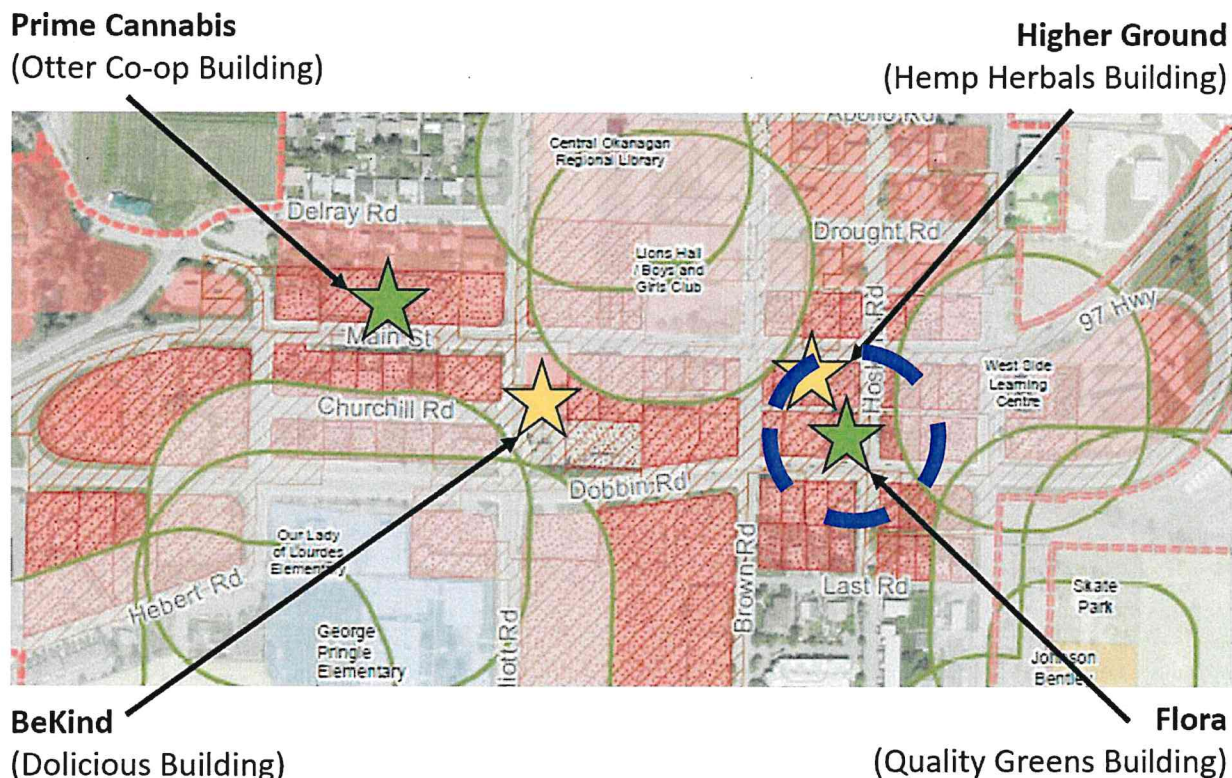 Prime Cannabis
(Otter Co-op Building)
Higher Ground
(Hemp Herbals Building)
Apollo Rd
Central Okanagan
Regional Library
Delray Rd
Drought Rd
Lions Hall
/ Boys and
Girls Club
97 Hwy
Main St
West Side
Learning
Centre
Churchill Rd
Dobbin Rd
Our Lady
of Lourdes
Elementary
Hebert Rd
Brown Rd
Last Rd
Skate
Park
George
Pringle
Elementary
Johnson
Bentley
BeKind
(Dolicious Building)
Flora
(Quality Greens Building)